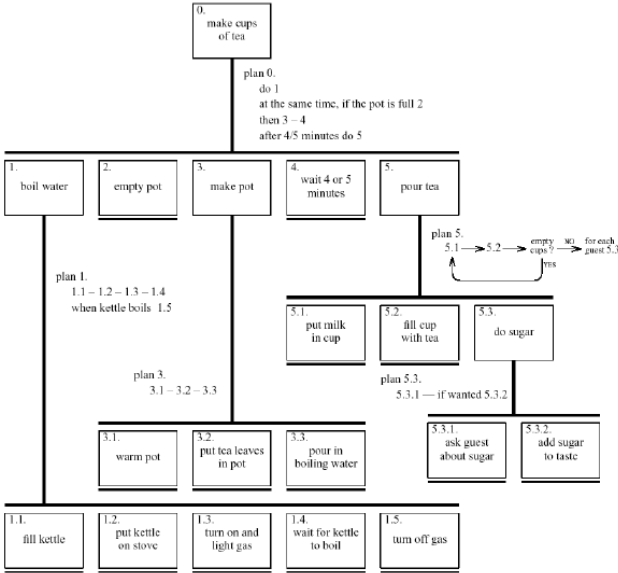 0.
make cups
of tea
plan 0.
do 1
at the same time, if the pot is full 2
then 3 – 4
after 4/5 minutes do 5
1.
boil water
2.
empty pot
3.
make pot
4.
wait 4 or 5
minutes
5.
pour tea
plan 5.
5.1
5.2
empty
cups ?
NO
for each
guest 5.3
YES
plan 1.
1.1 – 1.2 – 1.3 – 1.4
when kettle boils 1.5
5.1.
put milk
in cup
5.2.
fill cup
with tea
5.3.
do sugar
plan 3.
3.1 – 3.2 – 3.3
plan 5.3.
5.3.1 — if wanted 5.3.2
3.1.
warm pot
3.2.
put tea leaves
in pot
3.3.
pour in
boiling water
5.3.1.
ask guest
about sugar
5.3.2.
add sugar
to taste
1.1.
fill kettle
1.2.
put kettle
on stove
1.3.
turn on and
light gas
1.4.
wait for kettle
to boil
1.5.
turn off gas